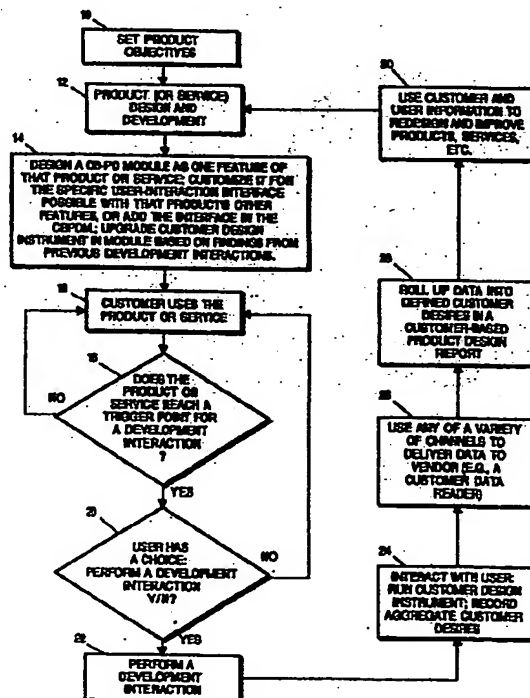 10
SET PRODUCT
OBJECTIVES
12
PRODUCT (OR SERVICE)
DESIGN AND
DEVELOPMENT
14
DESIGN A CB-PD MODULE AS ONE FEATURE OF
THAT PRODUCT OR SERVICE; CUSTOMIZE IT FOR
THE SPECIFIC USER-INTERACTION INTERFACE
POSSIBLE WITH THAT PRODUCT'S OTHER
FEATURES, OR ADD THE INTERFACE IN THE
CBPDM; UPGRADE CUSTOMER DESIGN
INSTRUMENT IN MODULE BASED ON FINDINGS FROM
PREVIOUS DEVELOPMENT INTERACTIONS.
CUSTOMER USES THE
PRODUCT OR SERVICE
DOES THE
PRODUCT OR
SERVICE REACH A
TRIGGER POINT FOR
A DEVELOPMENT
INTERACTION
?
NO
YES
20
USER HAS
A CHOICE:
PERFORM A DEVELOPMENT
INTERACTION
Y/N?
NO
YES
22
PERFORM A
DEVELOPMENT
INTERACTION
24
INTERACT WITH USER:
RUN CUSTOMER DESIGN
INSTRUMENT; RECORD
AGGREGATE CUSTOMER
DESIRES
USE ANY OF A VARIETY
OF CHANNELS TO
DELIVER DATA TO
VENDOR (E.G., A
CUSTOMER DATA
READER)
ROLL UP DATA INTO
DEFINED CUSTOMER
DESIRES IN A
CUSTOMER-BASED
PRODUCT DESIGN
REPORT
USE CUSTOMER AND
USER INFORMATION TO
REDESIGN AND IMPROVE
PRODUCTS, SERVICES,
ETC.